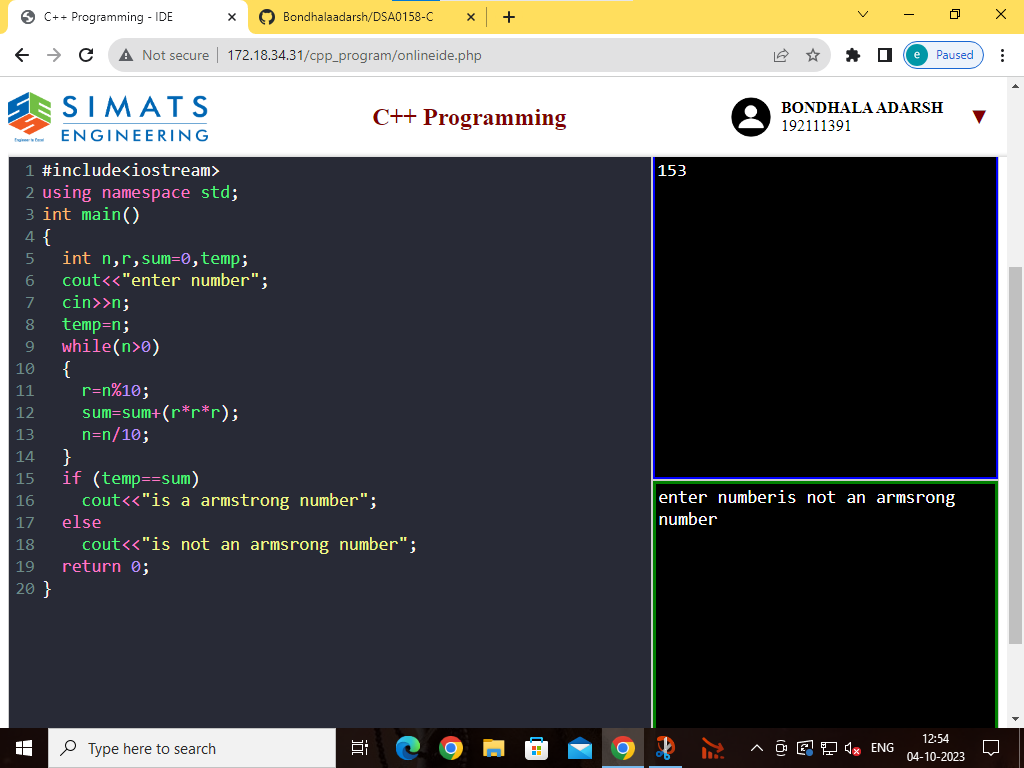 C++ Programming - IDE
Bondhalaadarsh/DSA0158-C
Not secure
172.18.34.31/cpp_program/onlineide.php
e
Paused
SIMATS
ENGINEERING
Engineer to Excel
C++ Programming
BONDHALA ADARSH
192111391
1 #include<iostream>
2 using namespace std;
3 int main()
4 {
5 int n,r,sum=0,temp;
6 cout<<"enter number";
7 cin>>n;
8 temp=n;
9 while(n>0)
10 {
11 r=n%10;
12 sum=sum+(r*r*r);
13 n=n/10;
14 }
15 if (temp==sum)
16 cout<<"is a armstrong number";
17 else
18 cout<<"is not an armsrong number";
19 return 0;
20 }
153
enter numberis not an armsrong
number
Type here to search
ENG
12:54
04-10-2023